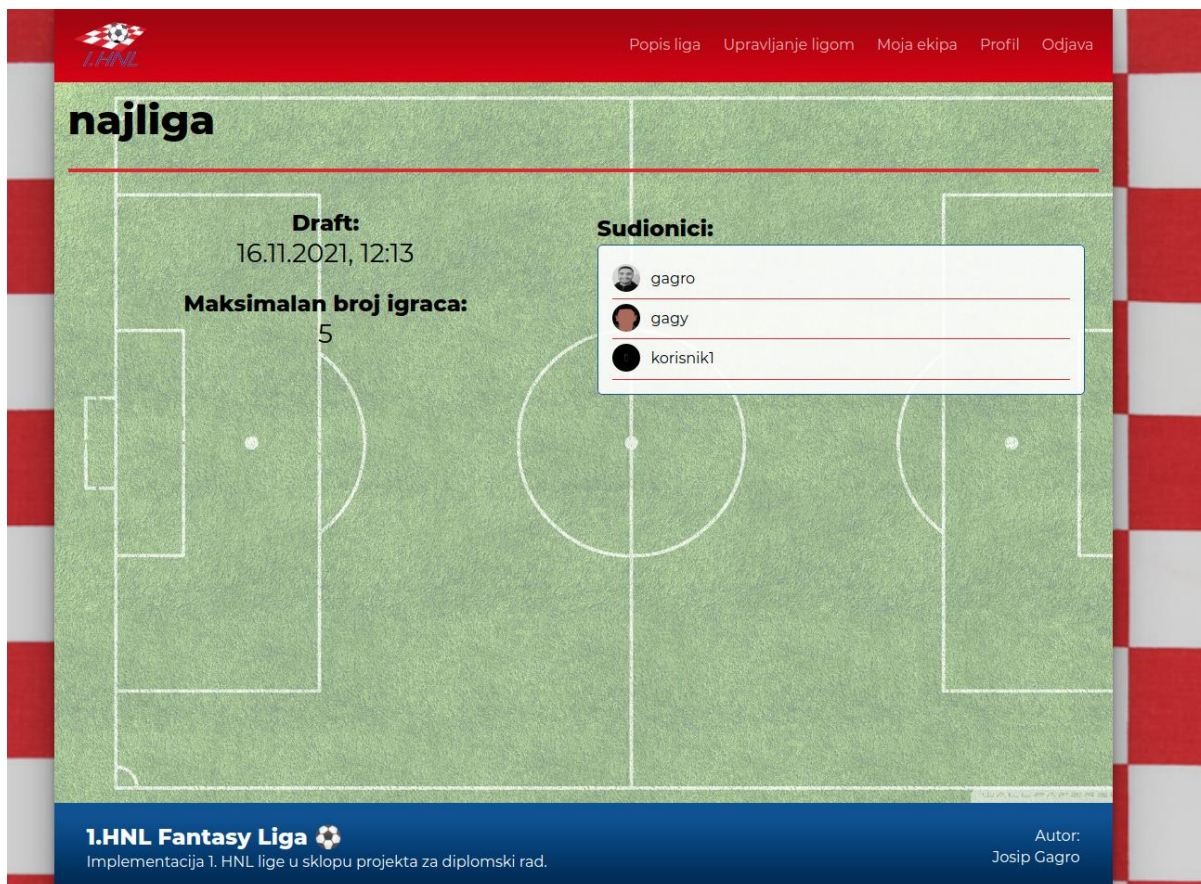 1.HNL
Popis liga Upravljanje ligom Moja ekipa Profil Odjava
najliga
Draft:
16.11.2021, 12:13
Maksimalan broj igraca:
5
Sudionici:
gagro
gagy
korisnik1
1.HNL Fantasy Liga ⚽
Implementacija 1. HNL lige u sklopu projekta za diplomski rad.
Autor:
Josip Gagro